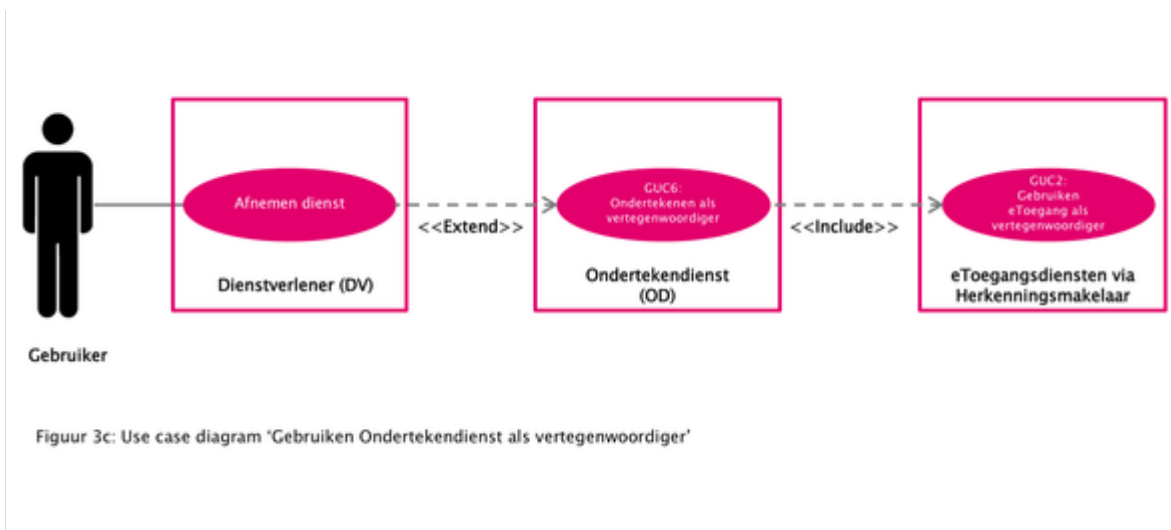 Afnemen dienst
Dienstverlener (DV)
<<Extend>>
GUC6:
Ondertekenen als
vertegenwoordiger
Ondertekendienst
(OD)
<<Include>>
GUC2:
Gebruiken
eToegang als
vertegenwoordiger
eToegangsdiensten via
Herkenningsmakelaar
Gebruiker
Figuur 3c: Use case diagram ‘Gebruiken Ondertekendienst als vertegenwoordiger’